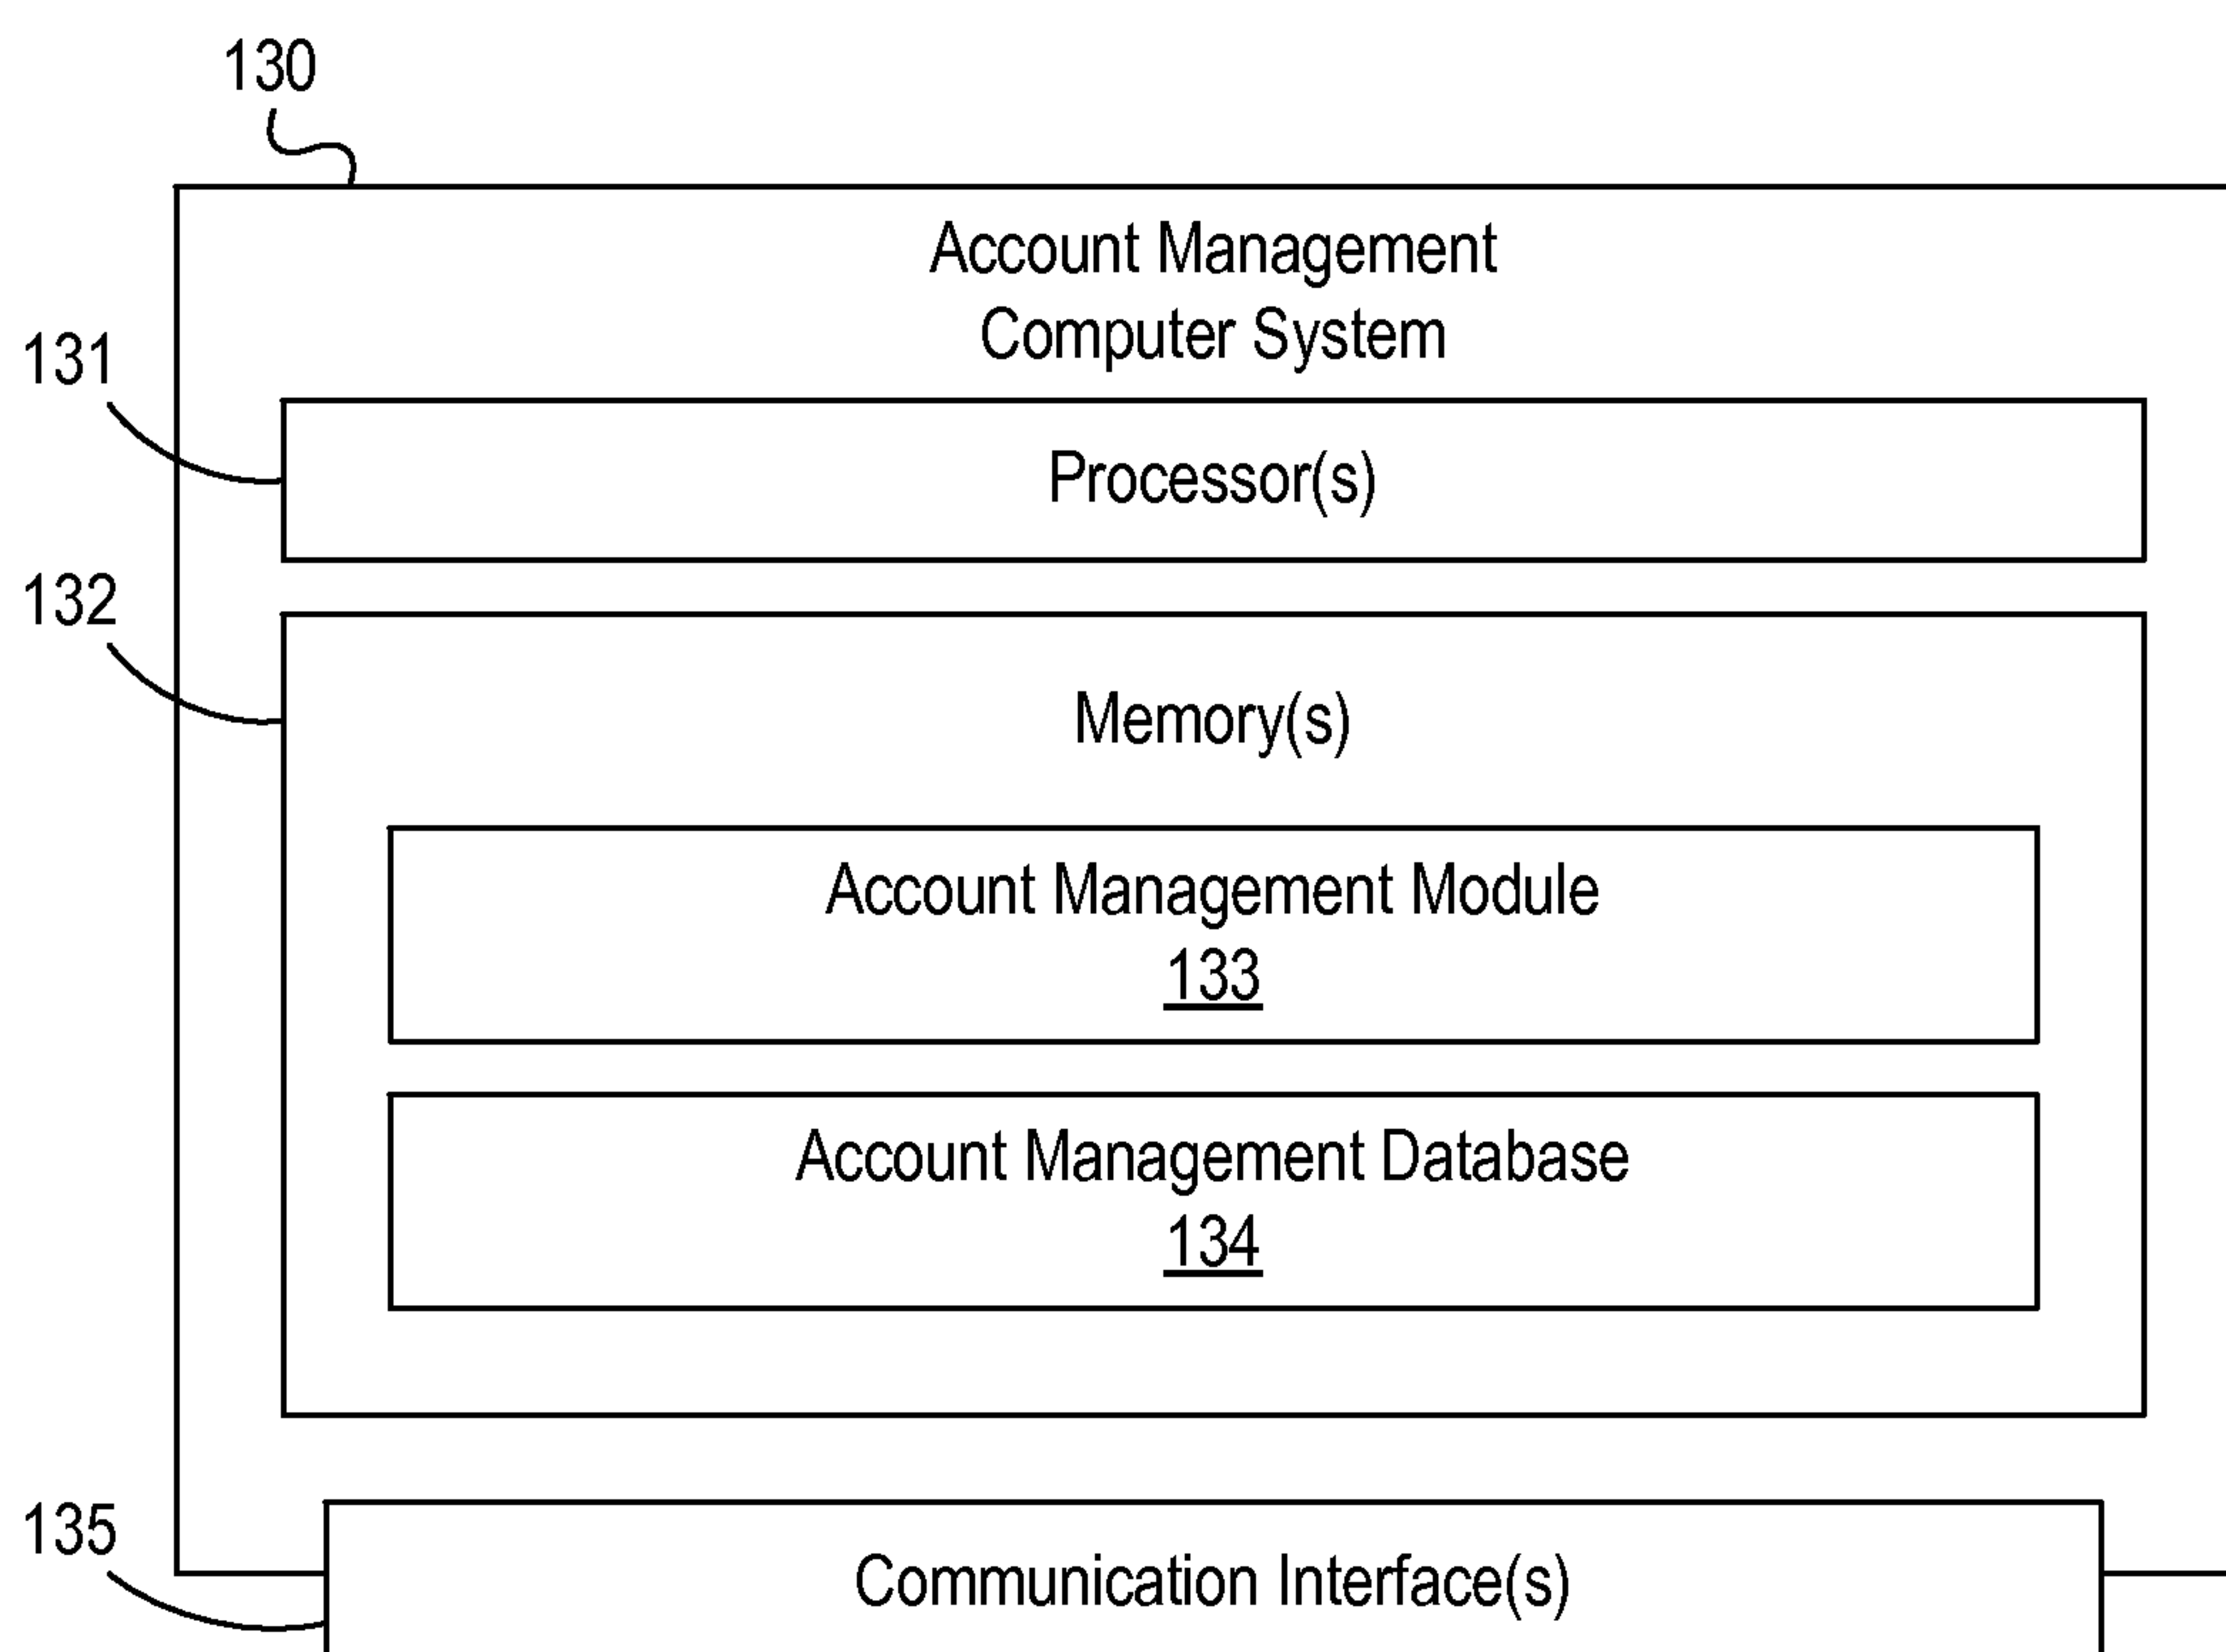 130
Account Management
Computer System
131
Processor(s)
132
Memory(s)
Account Management Module
133
Account Management Database
134
135
Communication Interface(s)